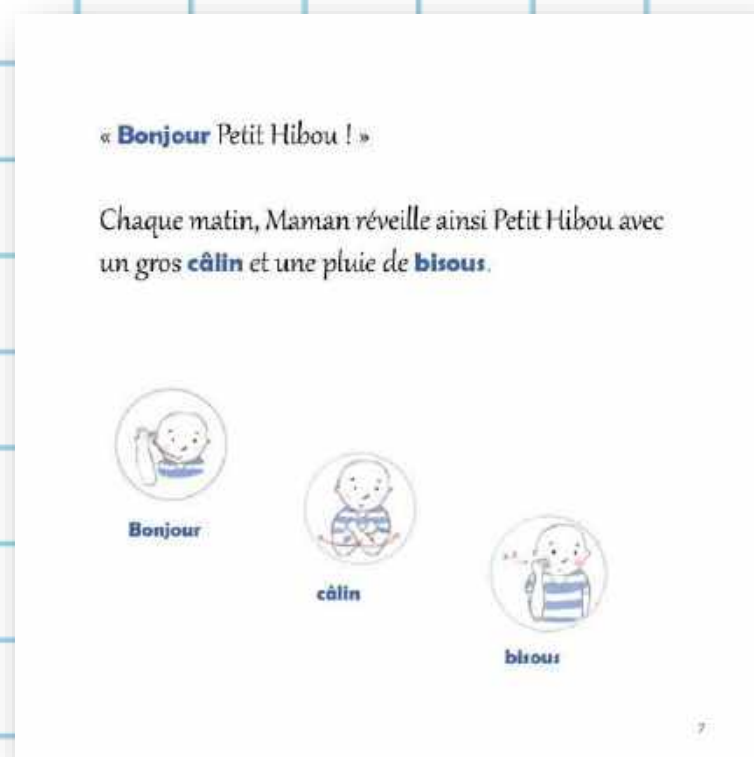 « Bonjour Petit Hibou ! »
Chaque matin, Maman réveille ainsi Petit Hibou avec
un gros câlin et une pluie de bisous.
Bonjour
câlin
bisous
7